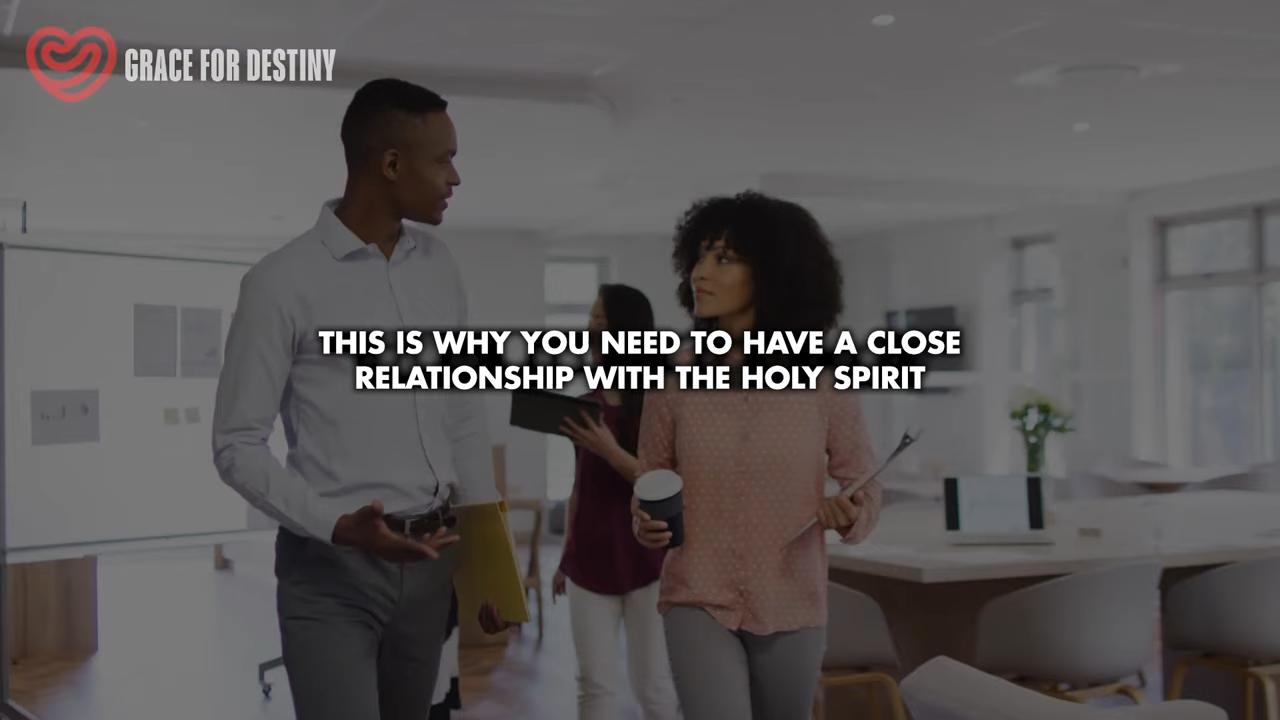 GRACE FOR DESTINY
THIS IS WHY YOU NEED TO HAVE A CLOSE
RELATIONSHIP WITH THE HOLY SPIRIT